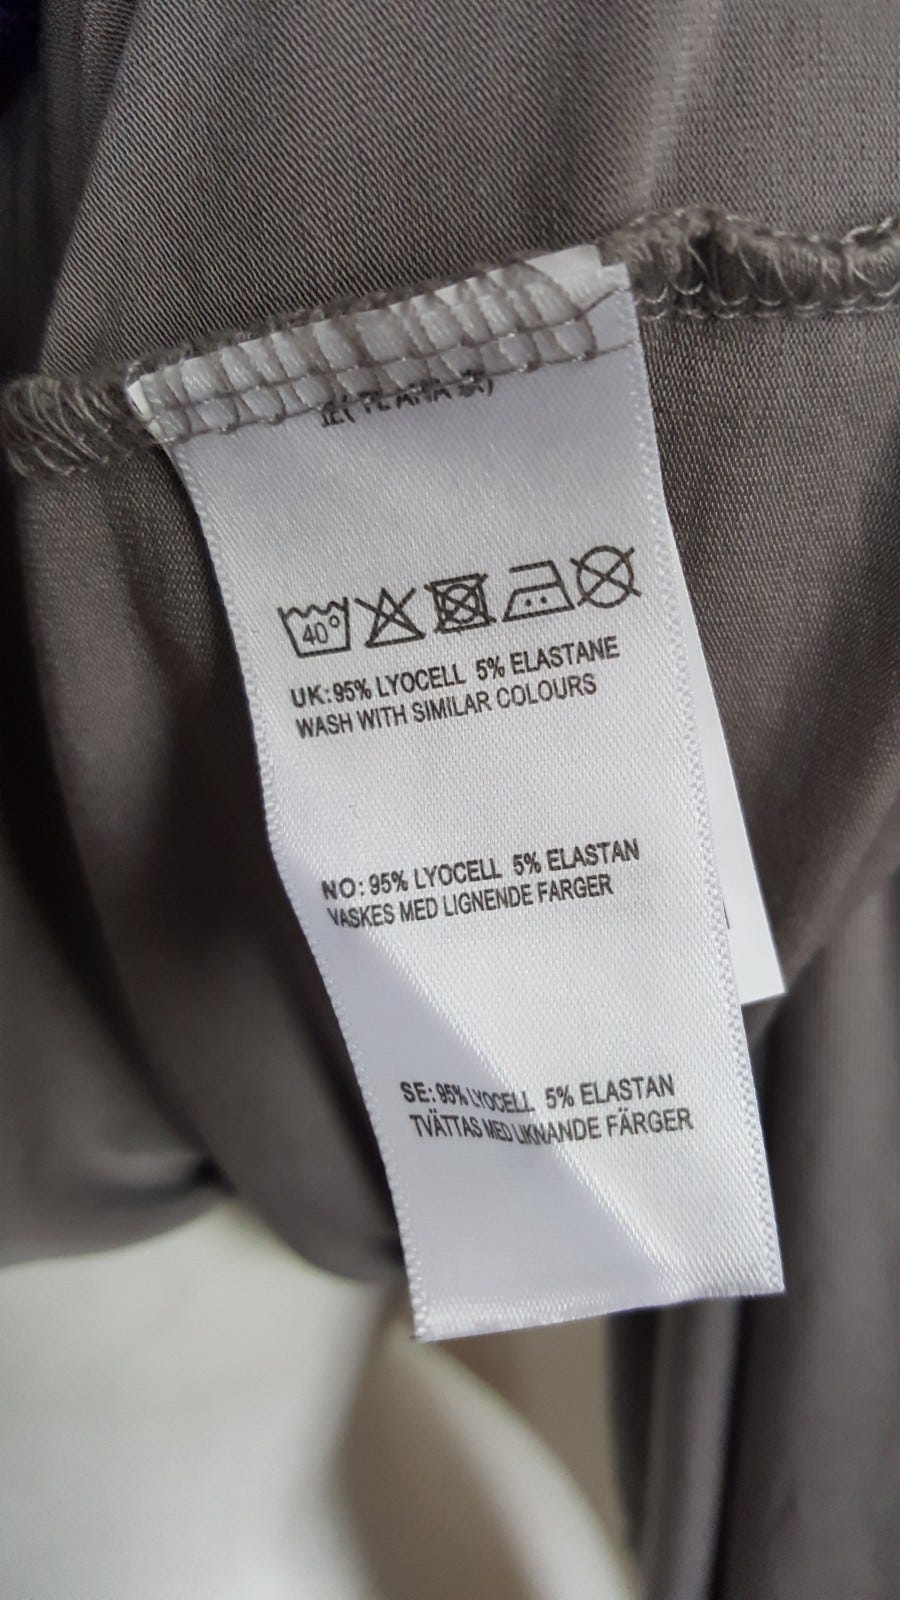 40°
UK: 95% LYOCELL 5% ELASTANE
WASH WITH SIMILAR COLOURS
NO: 95% LYOCELL 5% ELASTAN
VASKES MED LIGNENDE FARGER
SE: 95% LYOCELL 5% ELASTAN
TVÄTTAS MED LIKNANDE FÄRGER